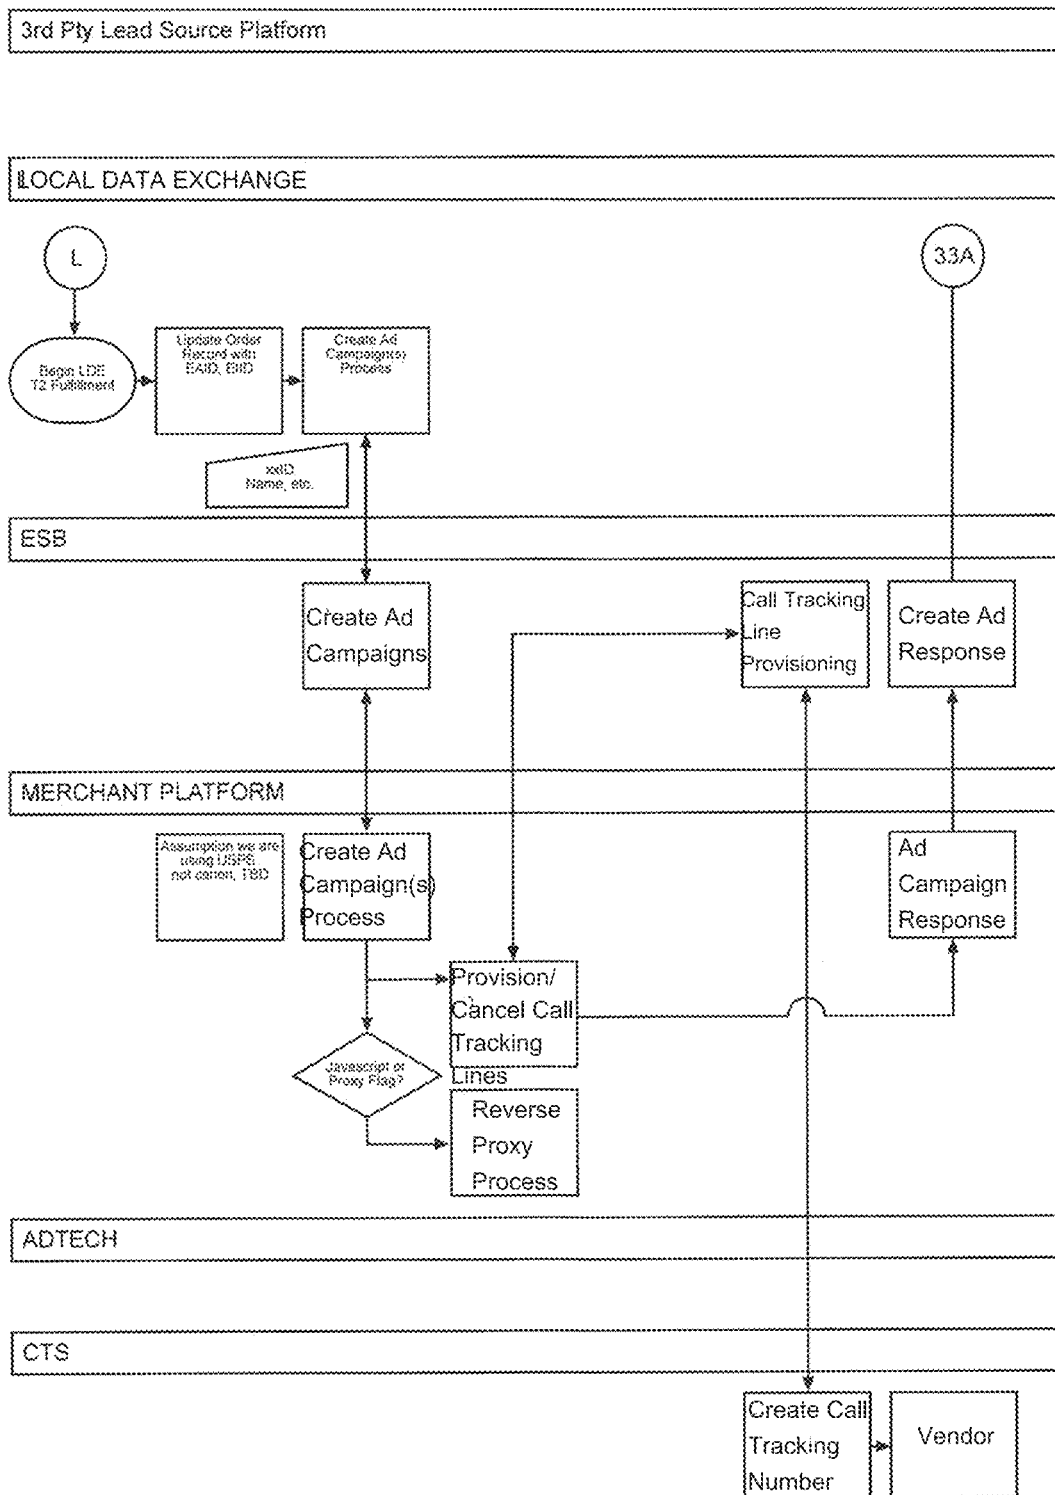 3rd Pty Lead Source Platform
LOCAL DATA EXCHANGE
L
33A
Begin LDE
T2 Fulfillment
Update Order
Record with
EAID, EIID
Create Ad
Campaign(s)
Process
xxID
Name, etc.
ESB
Create Ad
Campaigns
Call Tracking
Line
Provisioning
Create Ad
Response
MERCHANT PLATFORM
Assumption we are
using USPS
not canon, TBD
Create Ad
Campaign(s)
Process
Ad
Campaign
Response
Provision/
Cancel Call
Tracking
Lines
Javascript or
Proxy Flag?
Reverse
Proxy
Process
ADTECH
CTS
Create Call
Tracking
Number
Vendor